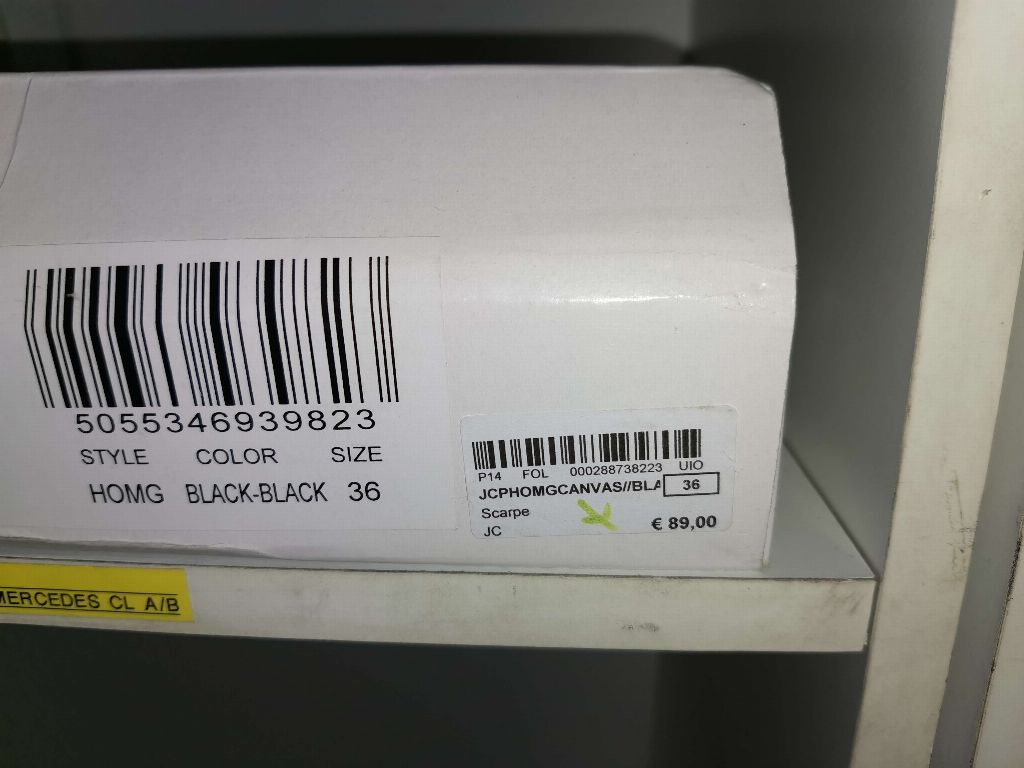 5055346939823
STYLE COLOR SIZE
HOMG BLACK-BLACK 36
P14 FOL 000288738223 UIO
JCPHOMGCANVAS//BLA 36
Scarpe
JC € 89,00
MERCEDES CL A/B